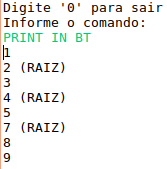 Digite '0' para sair
Informe o comando:
PRINT IN BT
1
2 (RAIZ)
3
4 (RAIZ)
5
7 (RAIZ)
8
9